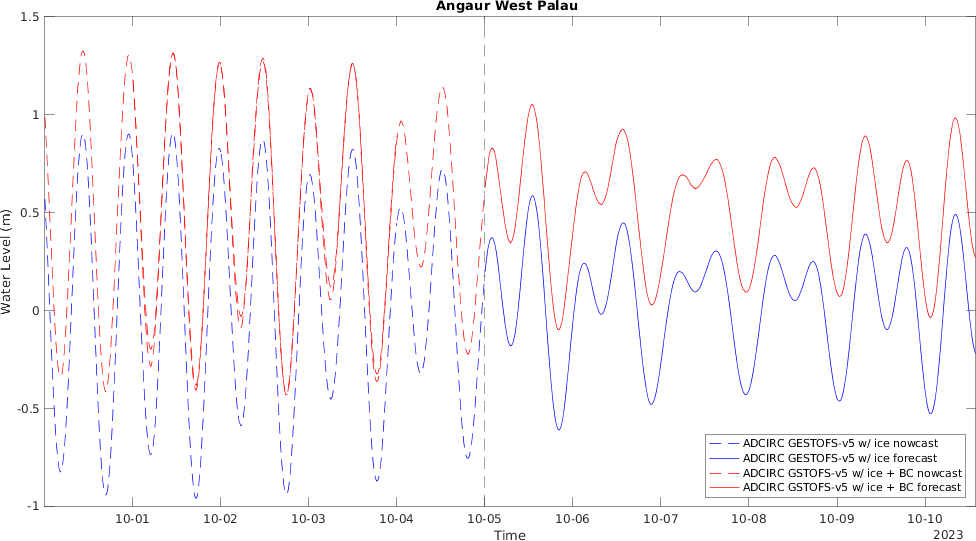 Angaur West Palau
1.5
1
0.5
0
-0.5
-1
Water Level (m)
10-01 10-02 10-03 10-04 10-05 10-06 10-07 10-08 10-09 10-10
Time
2023
ADCIRC GESTOFS-v5 w/ ice nowcast
ADCIRC GESTOFS-v5 w/ ice forecast
ADCIRC GSTOFS-v5 w/ ice + BC nowcast
ADCIRC GSTOFS-v5 w/ ice + BC forecast